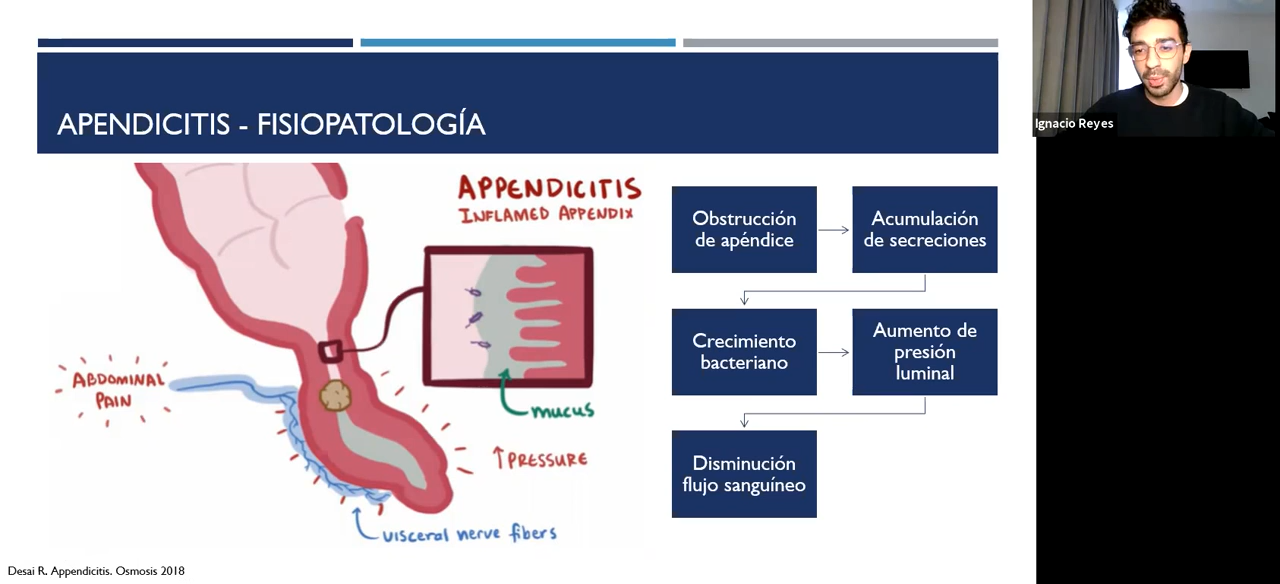 APENDICITIS - FISIOPATOLOGÍA
APPENDICITIS
INFLAMED APPENDIX
ABDOMINAL
PAIN
mucus
↑PRESSURE
visceral nerve fibers
Obstrucción
de apéndice
Acumulación
de secreciones
Crecimiento
bacteriano
Aumento de
presión
luminal
Disminución
flujo sanguíneo
Desai R. Appendicitis. Osmosis 2018
Ignacio Reyes